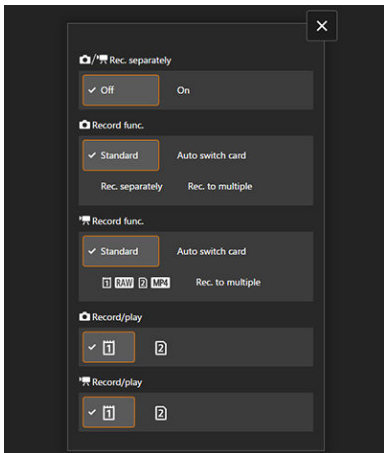 / Rec. separately
Off On
Record func.
Standard Auto switch card
Rec. separately Rec. to multiple
Record func.
Standard Auto switch card
1 RAW 2 MP4 Rec. to multiple
Record/play
1 2
Record/play
1 2